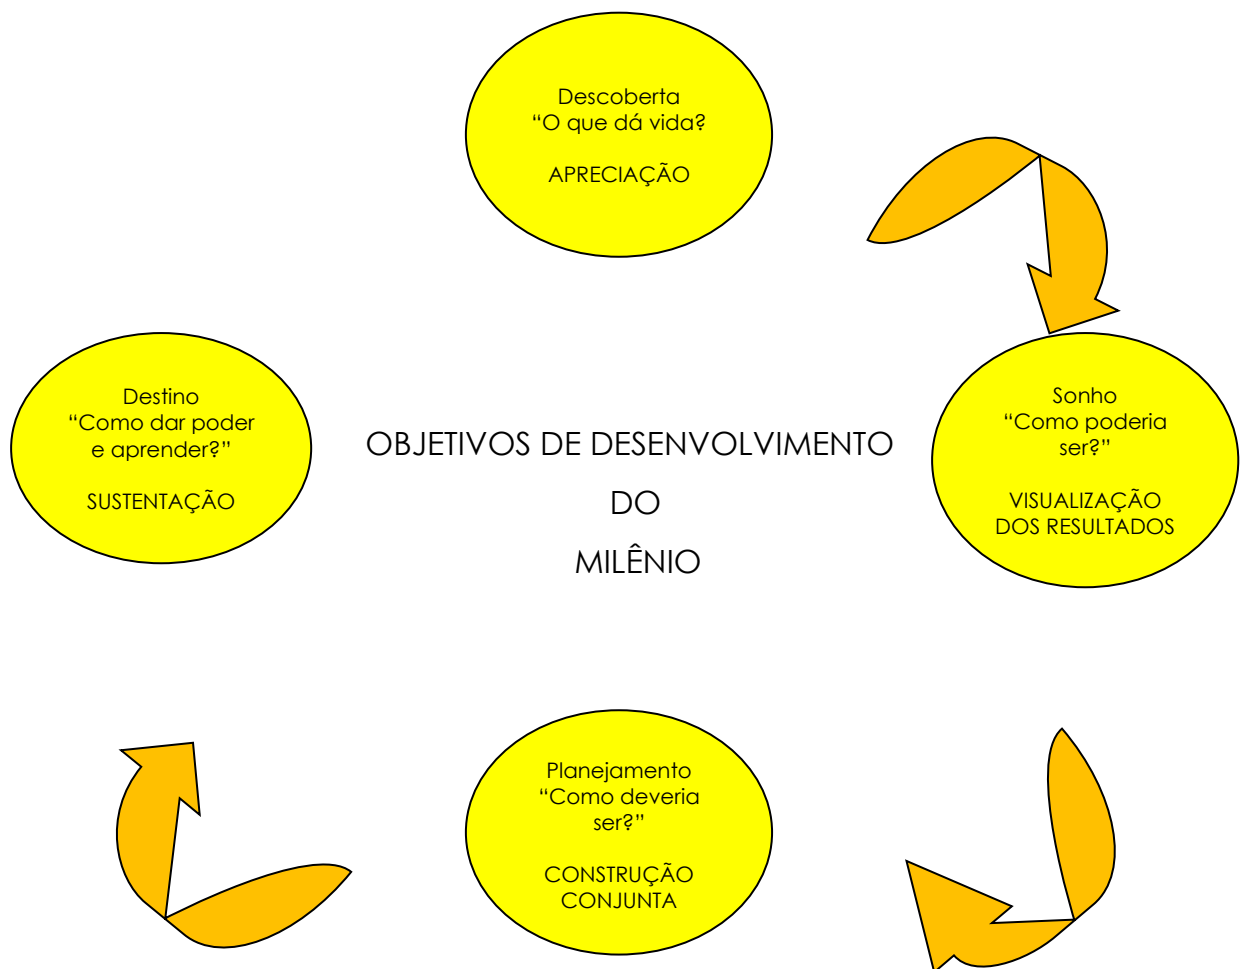 Descoberta
“O que dá vida?
APRECIAÇÃO
Destino
“Como dar poder
e aprender?”
SUSTENTAÇÃO
OBJETIVOS DE DESENVOLVIMENTO
DO
MILÊNIO
Sonho
“Como poderia
ser?”
VISUALIZAÇÃO
DOS RESULTADOS
Planejamento
“Como deveria
ser?”
CONSTRUÇÃO
CONJUNTA